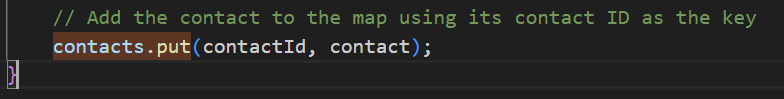 // Add the contact to the map using its contact ID as the key
contacts.put(contactId, contact);
}